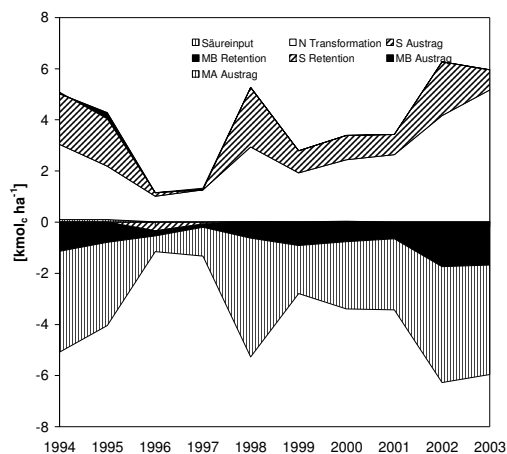 8
6
4
2
0
-2
-4
-6
-8
[kmolc ha-1]
Säureinput N Transformation S Austrag
MB Retention S Retention MB Austrag
MA Austrag
1994 1995 1996 1997 1998 1999 2000 2001 2002 2003